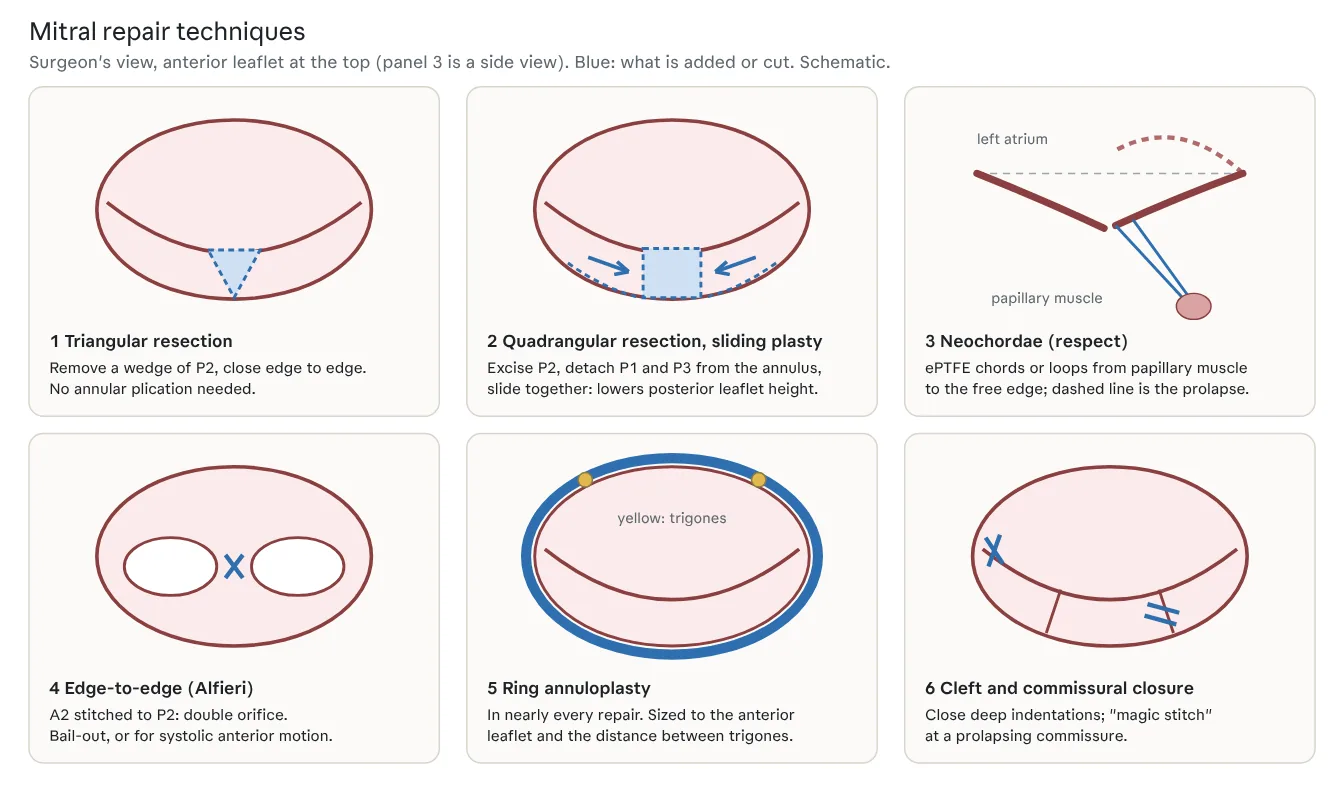 Mitral repair techniques
Surgeon's view, anterior leaflet at the top (panel 3 is a side view). Blue: what is added or cut. Schematic.
1 Triangular resection
Remove a wedge of P2, close edge to edge.
No annular plication needed.
2 Quadrangular resection, sliding plasty
Excise P2, detach P1 and P3 from the annulus,
slide together: lowers posterior leaflet height.
left atrium
papillary muscle
3 Neochordae (respect)
ePTFE chords or loops from papillary muscle
to the free edge; dashed line is the prolapse.
4 Edge-to-edge (Alfieri)
A2 stitched to P2: double orifice.
Bail-out, or for systolic anterior motion.
yellow: trigones
5 Ring annuloplasty
In nearly every repair. Sized to the anterior
leaflet and the distance between trigones.
6 Cleft and commissural closure
Close deep indentations; "magic stitch"
at a prolapsing commissure.